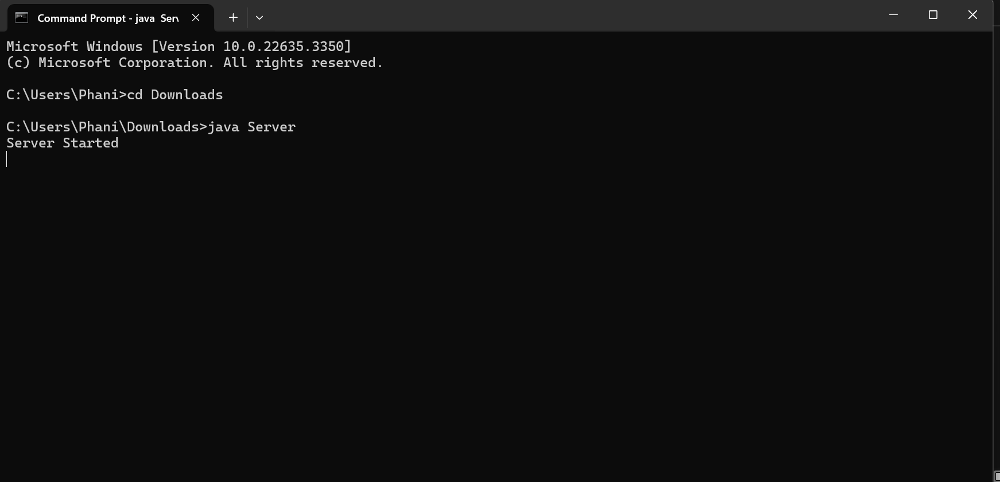 Command Prompt - java  Serv
Microsoft Windows [Version 10.0.22635.3350]
(c) Microsoft Corporation. All rights reserved.
C:\Users\Phani>cd Downloads
C:\Users\Phani\Downloads>java Server
Server Started